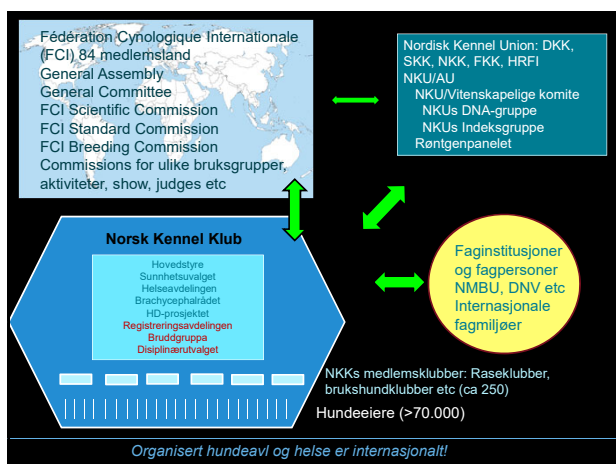 Fédération Cynologique Internationale
(FCI) 84 medlemsland
General Assembly
General Committee
FCI Scientific Commission
FCI Standard Commission
FCI Breeding Commission
Commissions for ulike bruksgrupper,
aktiviteter, show, judges etc
Nordisk Kennel Union: DKK,
SKK, NKK, FKK, HRFI
NKU/AU
NKU/Vitenskapelige komite
NKUs DNA-gruppe
NKUs Indeksgruppe
Røntgenpanelet
Norsk Kennel Klub
Hovedstyre
Sunnhetsuvalget
Helseavdelingen
Brachycephalrådet
HD-prosjektet
Registreringsavdelingen
Bruddgruppa
Disiplinærutvalget
Faginstitusjoner
og fagpersoner
NMBU, DNV etc
Internasjonale
fagmiljøer
NKKs medlemsklubber: Raseklubber,
brukshundklubber etc (ca 250)
Hundeeiere (>70.000)
Organisert hundeavl og helse er internasjonalt!